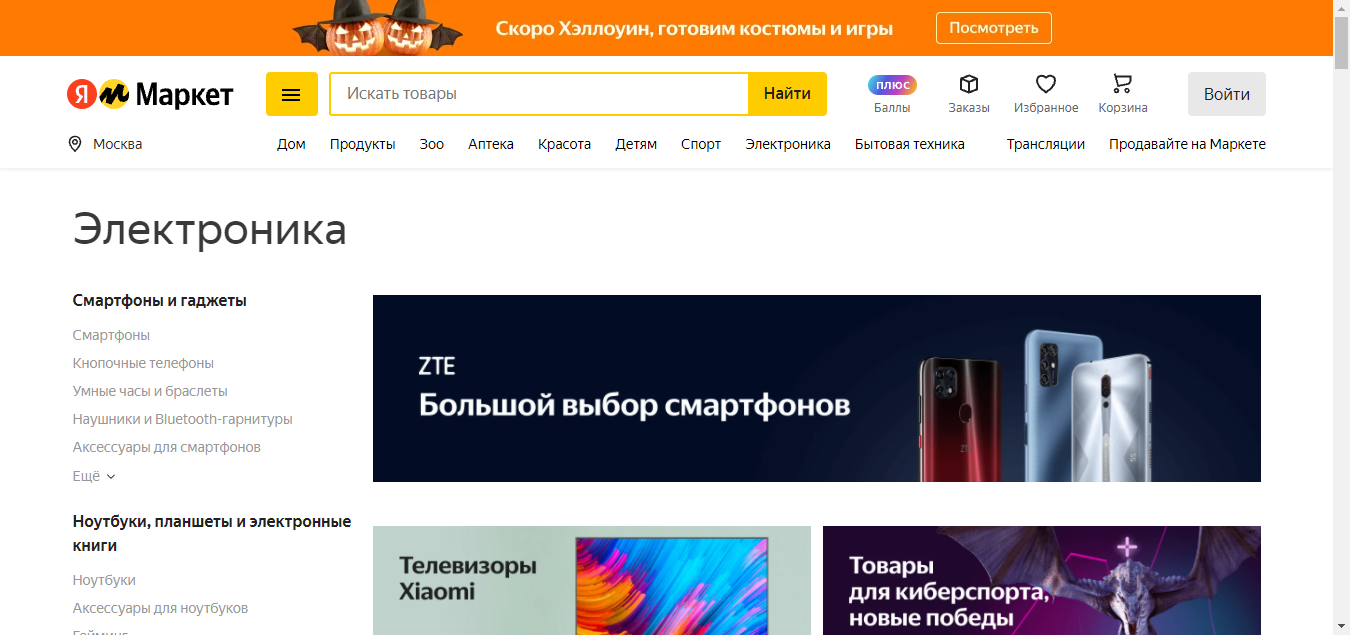 Скоро Хэллоуин, готовим костюмы и игры
Посмотреть
Я Маркет
Искать товары
Найти
плюс
Баллы
Заказы
Избранное
Корзина
Войти
Москва
Дом Продукты Зоо Аптека Красота Детям Спорт Электроника Бытовая техника Трансляции Продавайте на Маркете
Электроника
Смартфоны и гаджеты
Смартфоны
Кнопочные телефоны
Умные часы и браслеты
Наушники и Bluetooth-гарнитуры
Аксессуары для смартфонов
Ещё
ZTE
Большой выбор смартфонов
Ноутбуки, планшеты и электронные
книги
Ноутбуки
Аксессуары для ноутбуков
Гейминг
Телевизоры
Xiaomi
Товары
для киберспорта,
новые победы